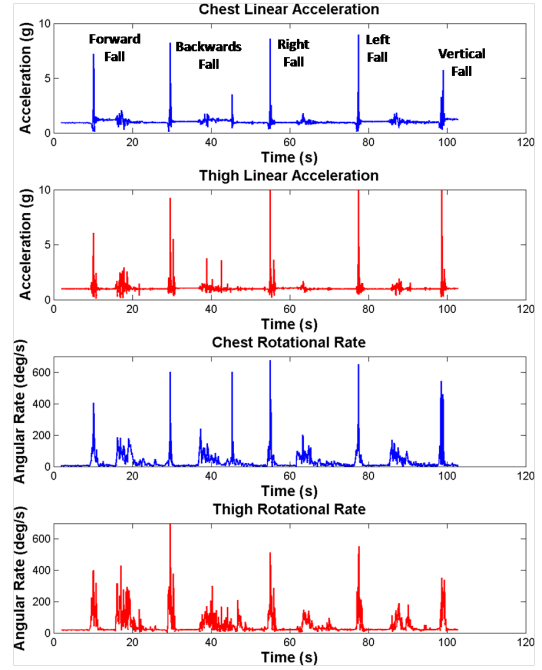 Chest Linear Acceleration
Acceleration (g)
10
5
0
Forward
Fall
Backwards
Fall
Right
Fall
Left
Fall
Vertical
Fall
0 20 40 60 80 100 120
Time (s)
Thigh Linear Acceleration
Acceleration (g)
10
5
0
0 20 40 60 80 100 120
Time (s)
Chest Rotational Rate
Angular Rate (deg/s)
600
400
200
0
0 20 40 60 80 100 120
Time (s)
Thigh Rotational Rate
Angular Rate (deg/s)
600
400
200
0
0 20 40 60 80 100 120
Time (s)